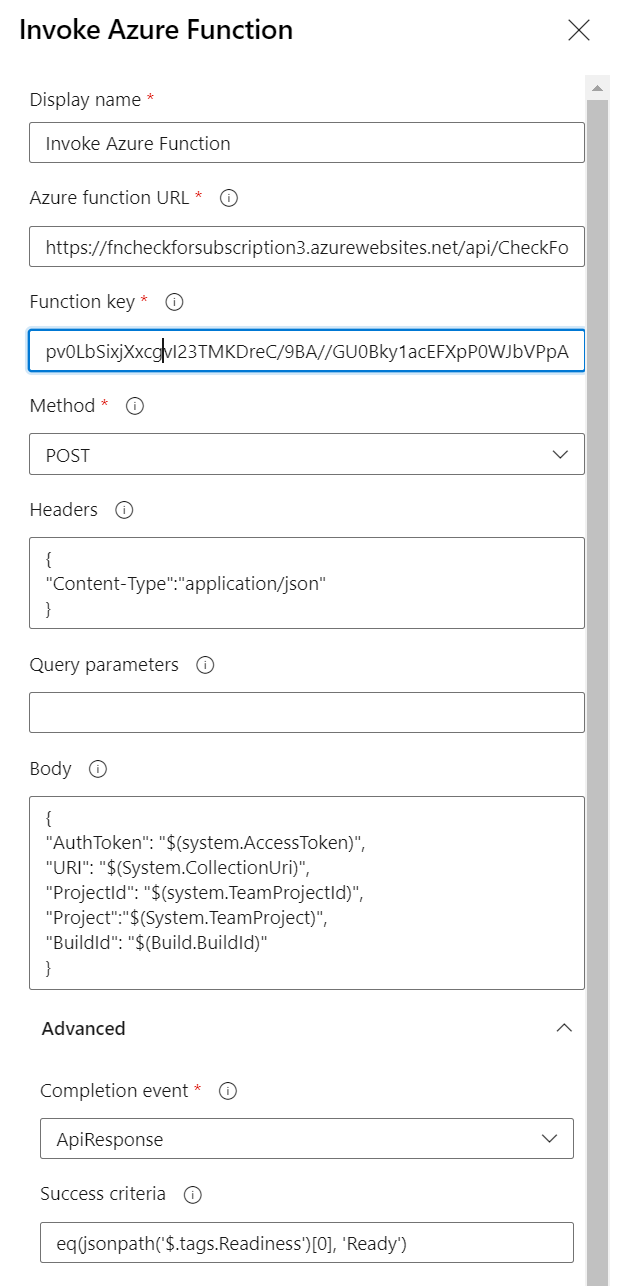 Invoke Azure Function
Display name *
Invoke Azure Function
Azure function URL *
https://fncheckforsubscription3.azurewebsites.net/api/CheckFo
Function key *
pv0LbSixjXxcgvI23TMKDreC/9BA//GU0Bky1acEFXpP0WJbVPpA
Method *
POST
Headers
{
"Content-Type":"application/json"
}
Query parameters
Body
{
"AuthToken": "$(system.AccessToken)",
"URI": "$(System.CollectionUri)",
"ProjectId": "$(system.TeamProjectId)",
"Project":"$(System.TeamProject)",
"BuildId": "$(Build.BuildId)"
}
Advanced
Completion event *
ApiResponse
Success criteria
eq(jsonpath('$.tags.Readiness')[0], 'Ready')